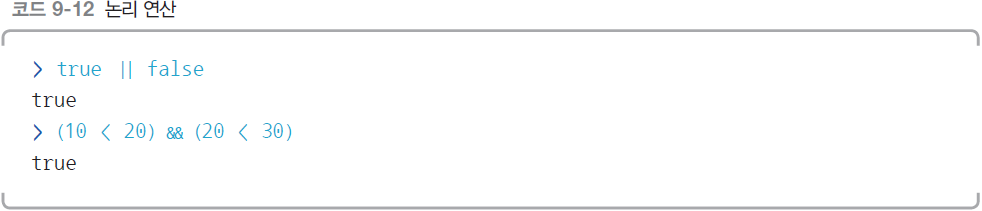 코드 9-12 논리 연산
> true || false
true
> (10 < 20) && (20 < 30)
true